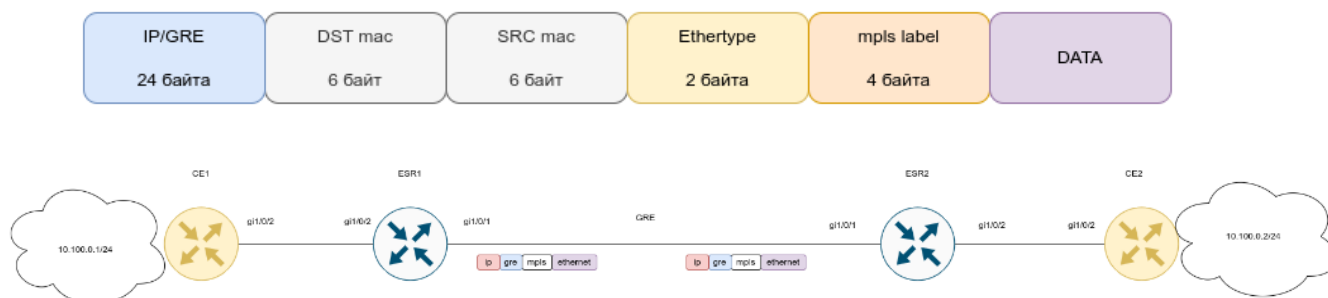 IP/GRE
24 байта
DST mac
6 байт
SRC mac
6 байт
Ethertype
2 байта
mpls label
4 байта
DATA
CE1
ESR1
ESR2
CE2
gi1/0/2
gi1/0/2
gi1/0/1
GRE
gi1/0/1
gi1/0/2
gi1/0/2
10.100.0.1/24
10.100.0.2/24
ip gre mpls ethernet
ip gre mpls ethernet